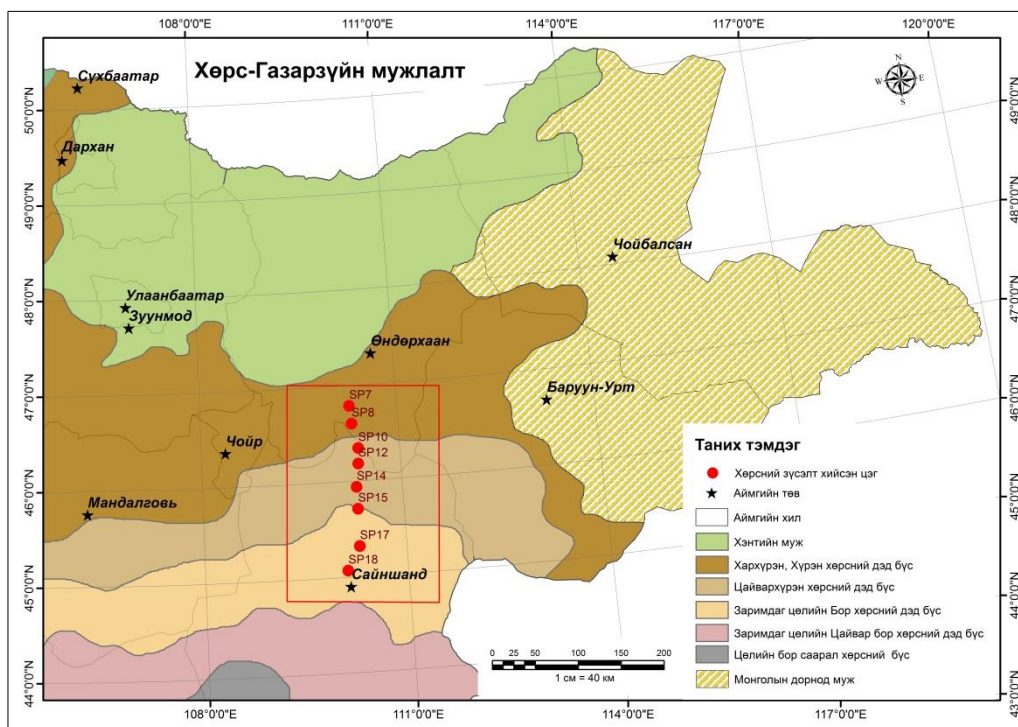 108°0'0"E
111°0'0"E
114°0'0"E
117°0'0"E
120°0'0"E
Хөрс-Газарзүйн мужлалт
N
W E
S
Сүхбаатар
50°0'0"N
49°0'0"N
Дархан
49°0'0"N
48°0'0"N
Чойбалсан
Улаанбаатар
48°0'0"N
Зуунмод
47°0'0"N
Өндөрхаан
47°0'0"N
SP7
Баруун-Урт
46°0'0"N
SP8
SP10
Чойр
SP12
SP14
46°0'0"N
Мандалговь
SP15
45°0'0"N
SP17
SP18
Сайншанд
45°0'0"N
44°0'0"N
44°0'0"N
43°0'0"N
Таних тэмдэг
Хөрсний зүсэлт хийсэн цэг
Аймгийн төв
Аймгийн хил
Хэнтийн муж
Хархүрэн, Хүрэн хөрсний дэд бүс
Цайвархүрэн хөрсний дэд бүс
Заримдаг цөлийн Бор хөрсний дэд бүс
Заримдаг цөлийн Цайвар бор хөрсний дэд бүс
Цөлийн бор саарал хөрсний бүс
Монголын дорнод муж
0 25 50 100 150 200
1 см = 40 км
108°0'0"E
111°0'0"E
114°0'0"E
117°0'0"E